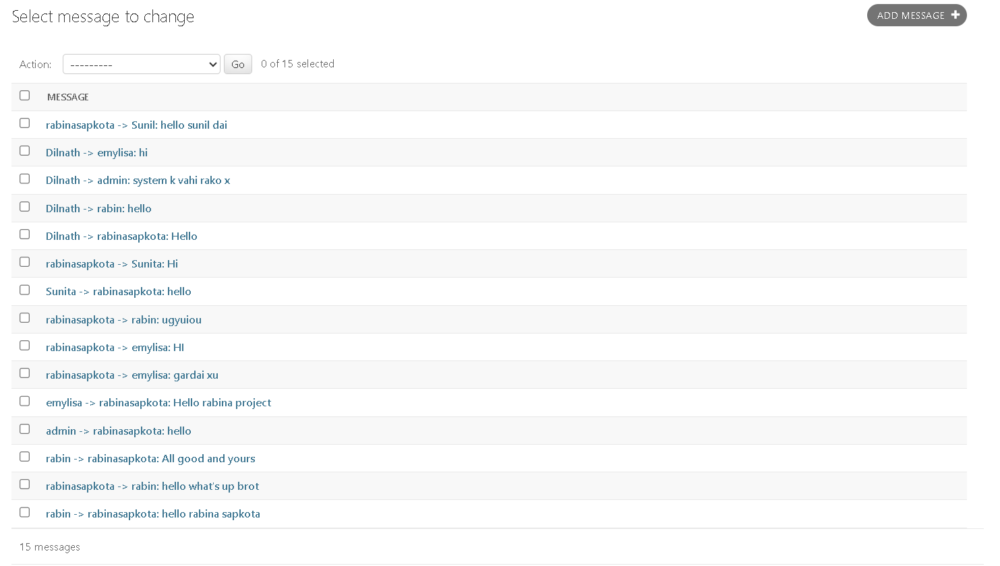 Select message to change
ADD MESSAGE
Action: --------- Go 0 of 15 selected
MESSAGE
rabinasapkota -> Sunil: hello sunil dai
Dilnath -> emylisa: hi
Dilnath -> admin: system k vahi rako x
Dilnath -> rabin: hello
Dilnath -> rabinasapkota: Hello
rabinasapkota -> Sunita: Hi
Sunita -> rabinasapkota: hello
rabinasapkota -> rabin: ugyuiou
rabinasapkota -> emylisa: HI
rabinasapkota -> emylisa: gardai xu
emylisa -> rabinasapkota: Hello rabina project
admin -> rabinasapkota: hello
rabin -> rabinasapkota: All good and yours
rabinasapkota -> rabin: hello what's up brot
rabin -> rabinasapkota: hello rabina sapkota
15 messages